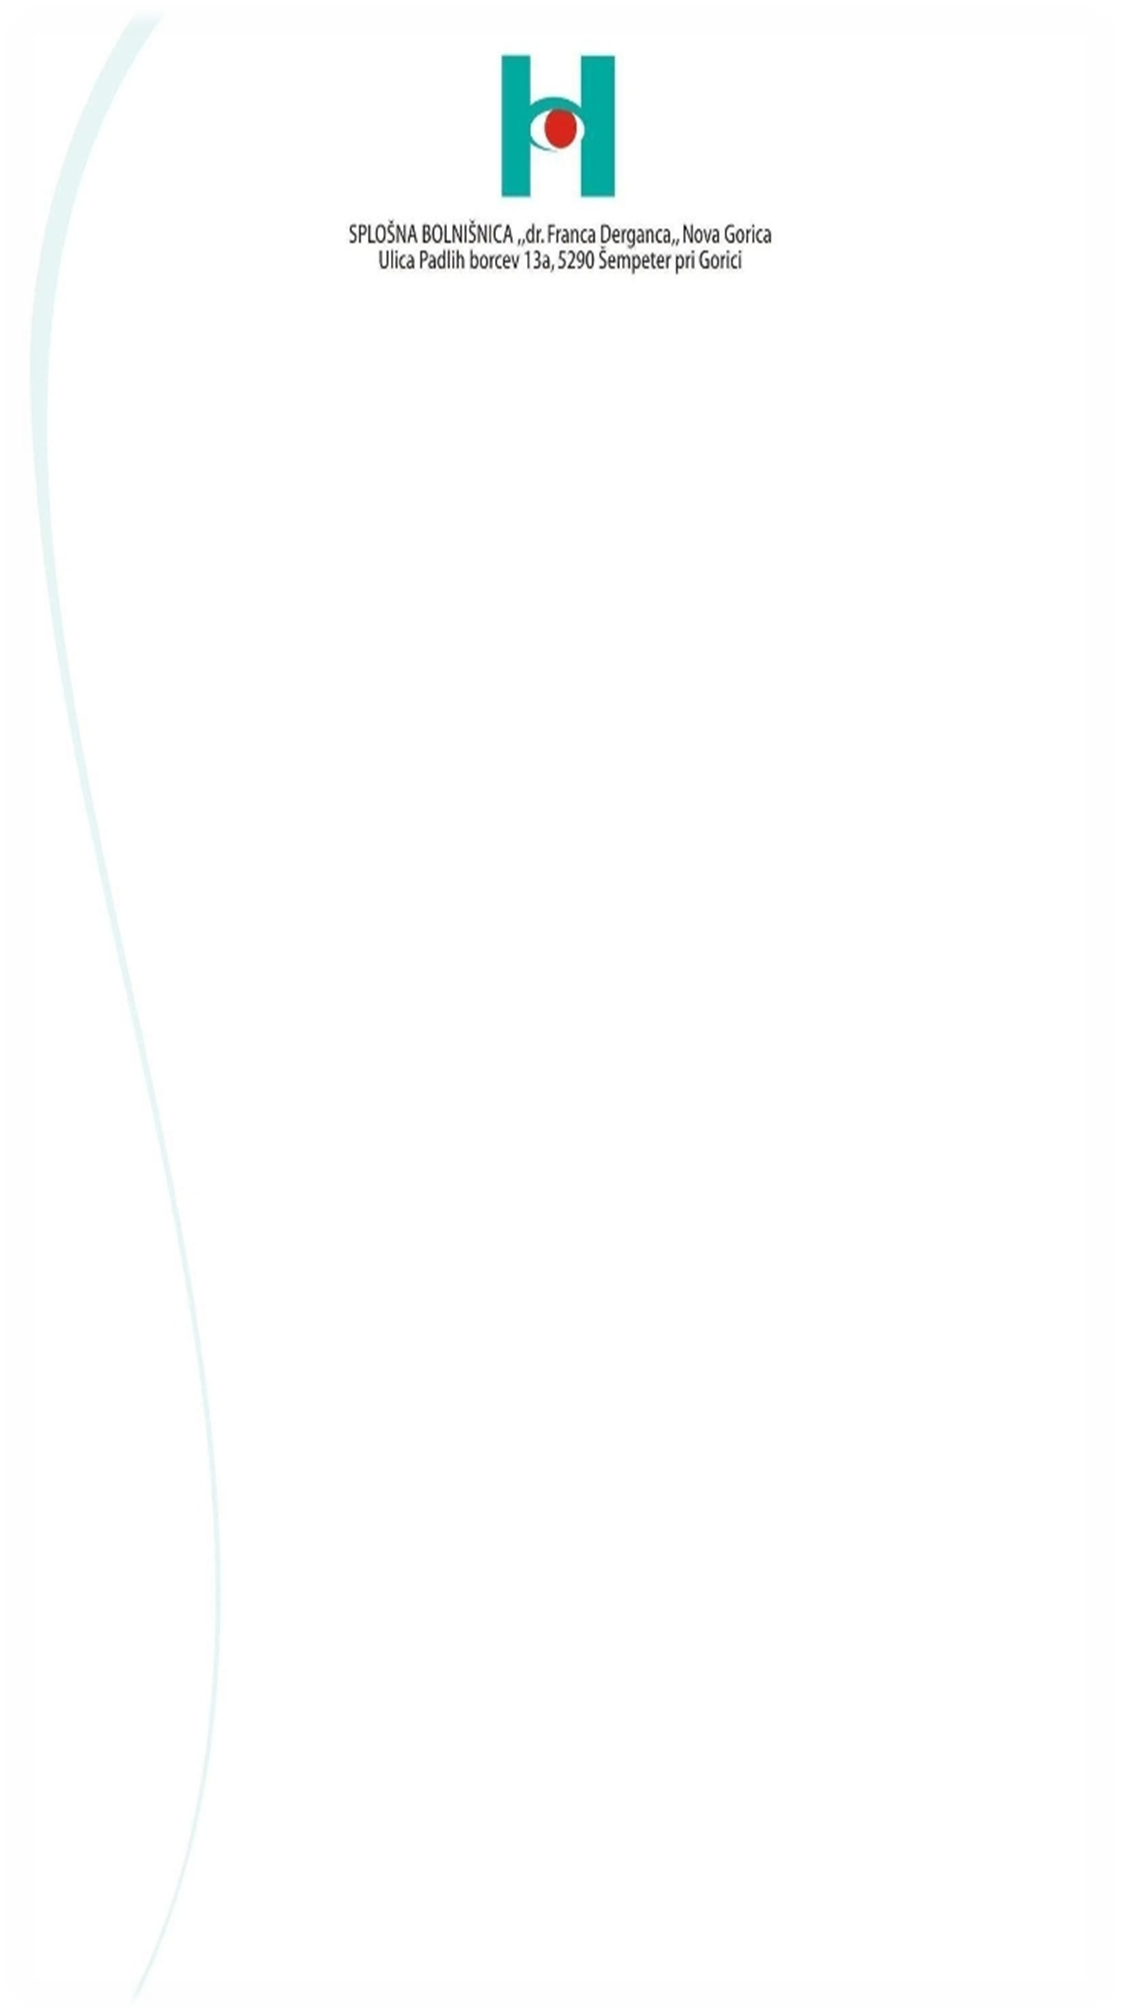 SPLOŠNA BOLNIŠNICA ,,dr. Franca Derganca,, Nova Gorica
Ulica Padlih borcev 13a, 5290 Šempeter pri Gorici